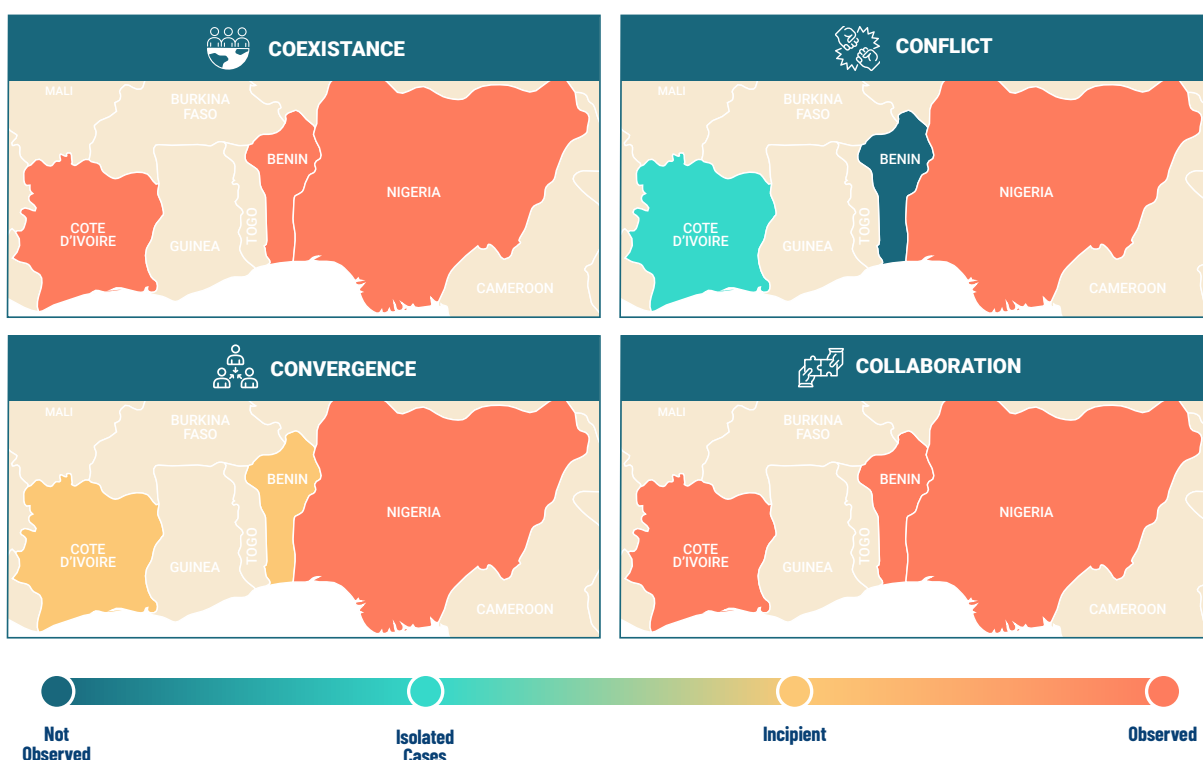 COEXISTANCE
MALI
BURKINA
FASO
BENIN
NIGERIA
COTE
D'IVOIRE
GUINEA
TOGO
CAMEROON
CONFLICT
MALI
BURKINA
FASO
BENIN
NIGERIA
COTE
D'IVOIRE
GUINEA
TOGO
CAMEROON
CONVERGENCE
MALI
BURKINA
FASO
BENIN
NIGERIA
COTE
D'IVOIRE
GUINEA
TOGO
CAMEROON
COLLABORATION
MALI
BURKINA
FASO
BENIN
NIGERIA
COTE
D'IVOIRE
GUINEA
TOGO
CAMEROON
Not
Observed
Isolated
Cases
Incipient
Observed